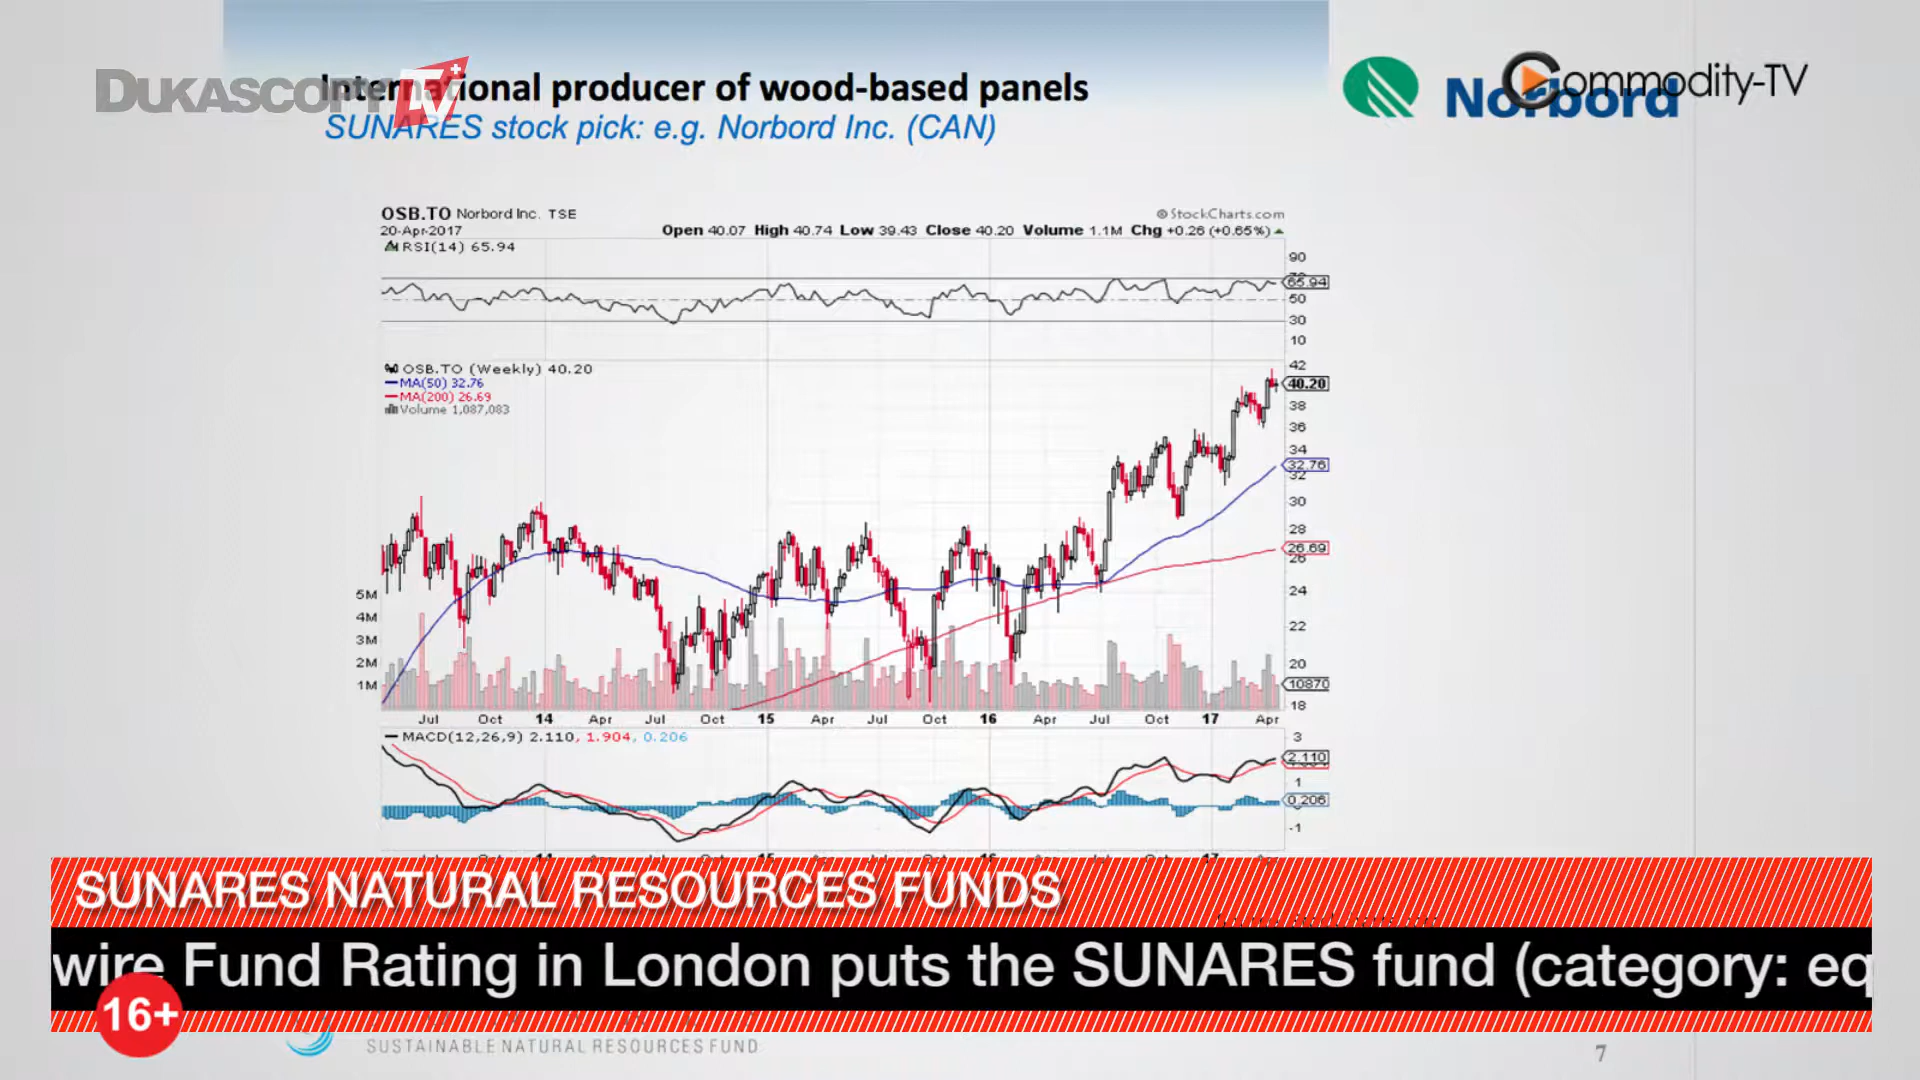 DUKASCOPY TV+
International producer of wood-based panels
SUNARES stock pick: e.g. Norbord Inc. (CAN)
Norbord
Commodity-TV
OSB.TO Norbord Inc. TSE
© StockCharts.com
20-Apr-2017
Open 40.07 High 40.74 Low 39.43 Close 40.20 Volume 1.1M Chg +0.26 (+0.65%)
RSI(14) 65.94
90
65.94
50
30
10
OSB.TO (Weekly) 40.20
MA(50) 32.76
MA(200) 26.69
Volume 1,087,083
42
40.20
38
36
34
32.76
32
30
28
26.69
26
24
22
20
10870
18
5M
4M
3M
2M
1M
Jul Oct 14 Apr Jul Oct 15 Apr Jul Oct 16 Apr Jul Oct 17 Apr
MACD(12,26,9) 2.110, 1.904, 0.206
3
2.110
1
0.206
-1
SUNARES NATURAL RESOURCES FUNDS
wire Fund Rating in London puts the SUNARES fund (category: eq
16+
SUSTAINABLE NATURAL RESOURCES FUND
7